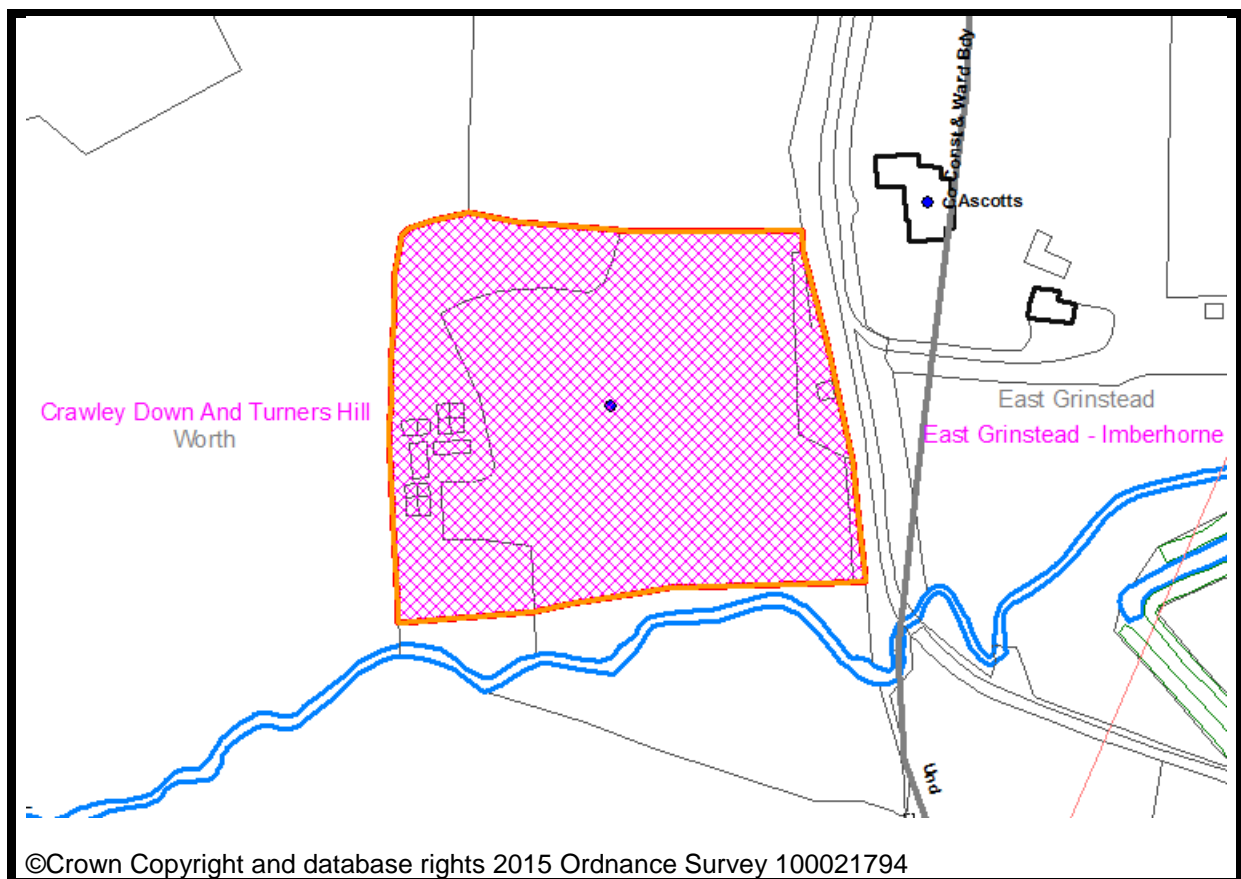 Co Const & Ward Bdy
Ascotts
Crawley Down And Turners Hill
Worth
East Grinstead
East Grinstead - Imberhorne
Und
©Crown Copyright and database rights 2015 Ordnance Survey 100021794